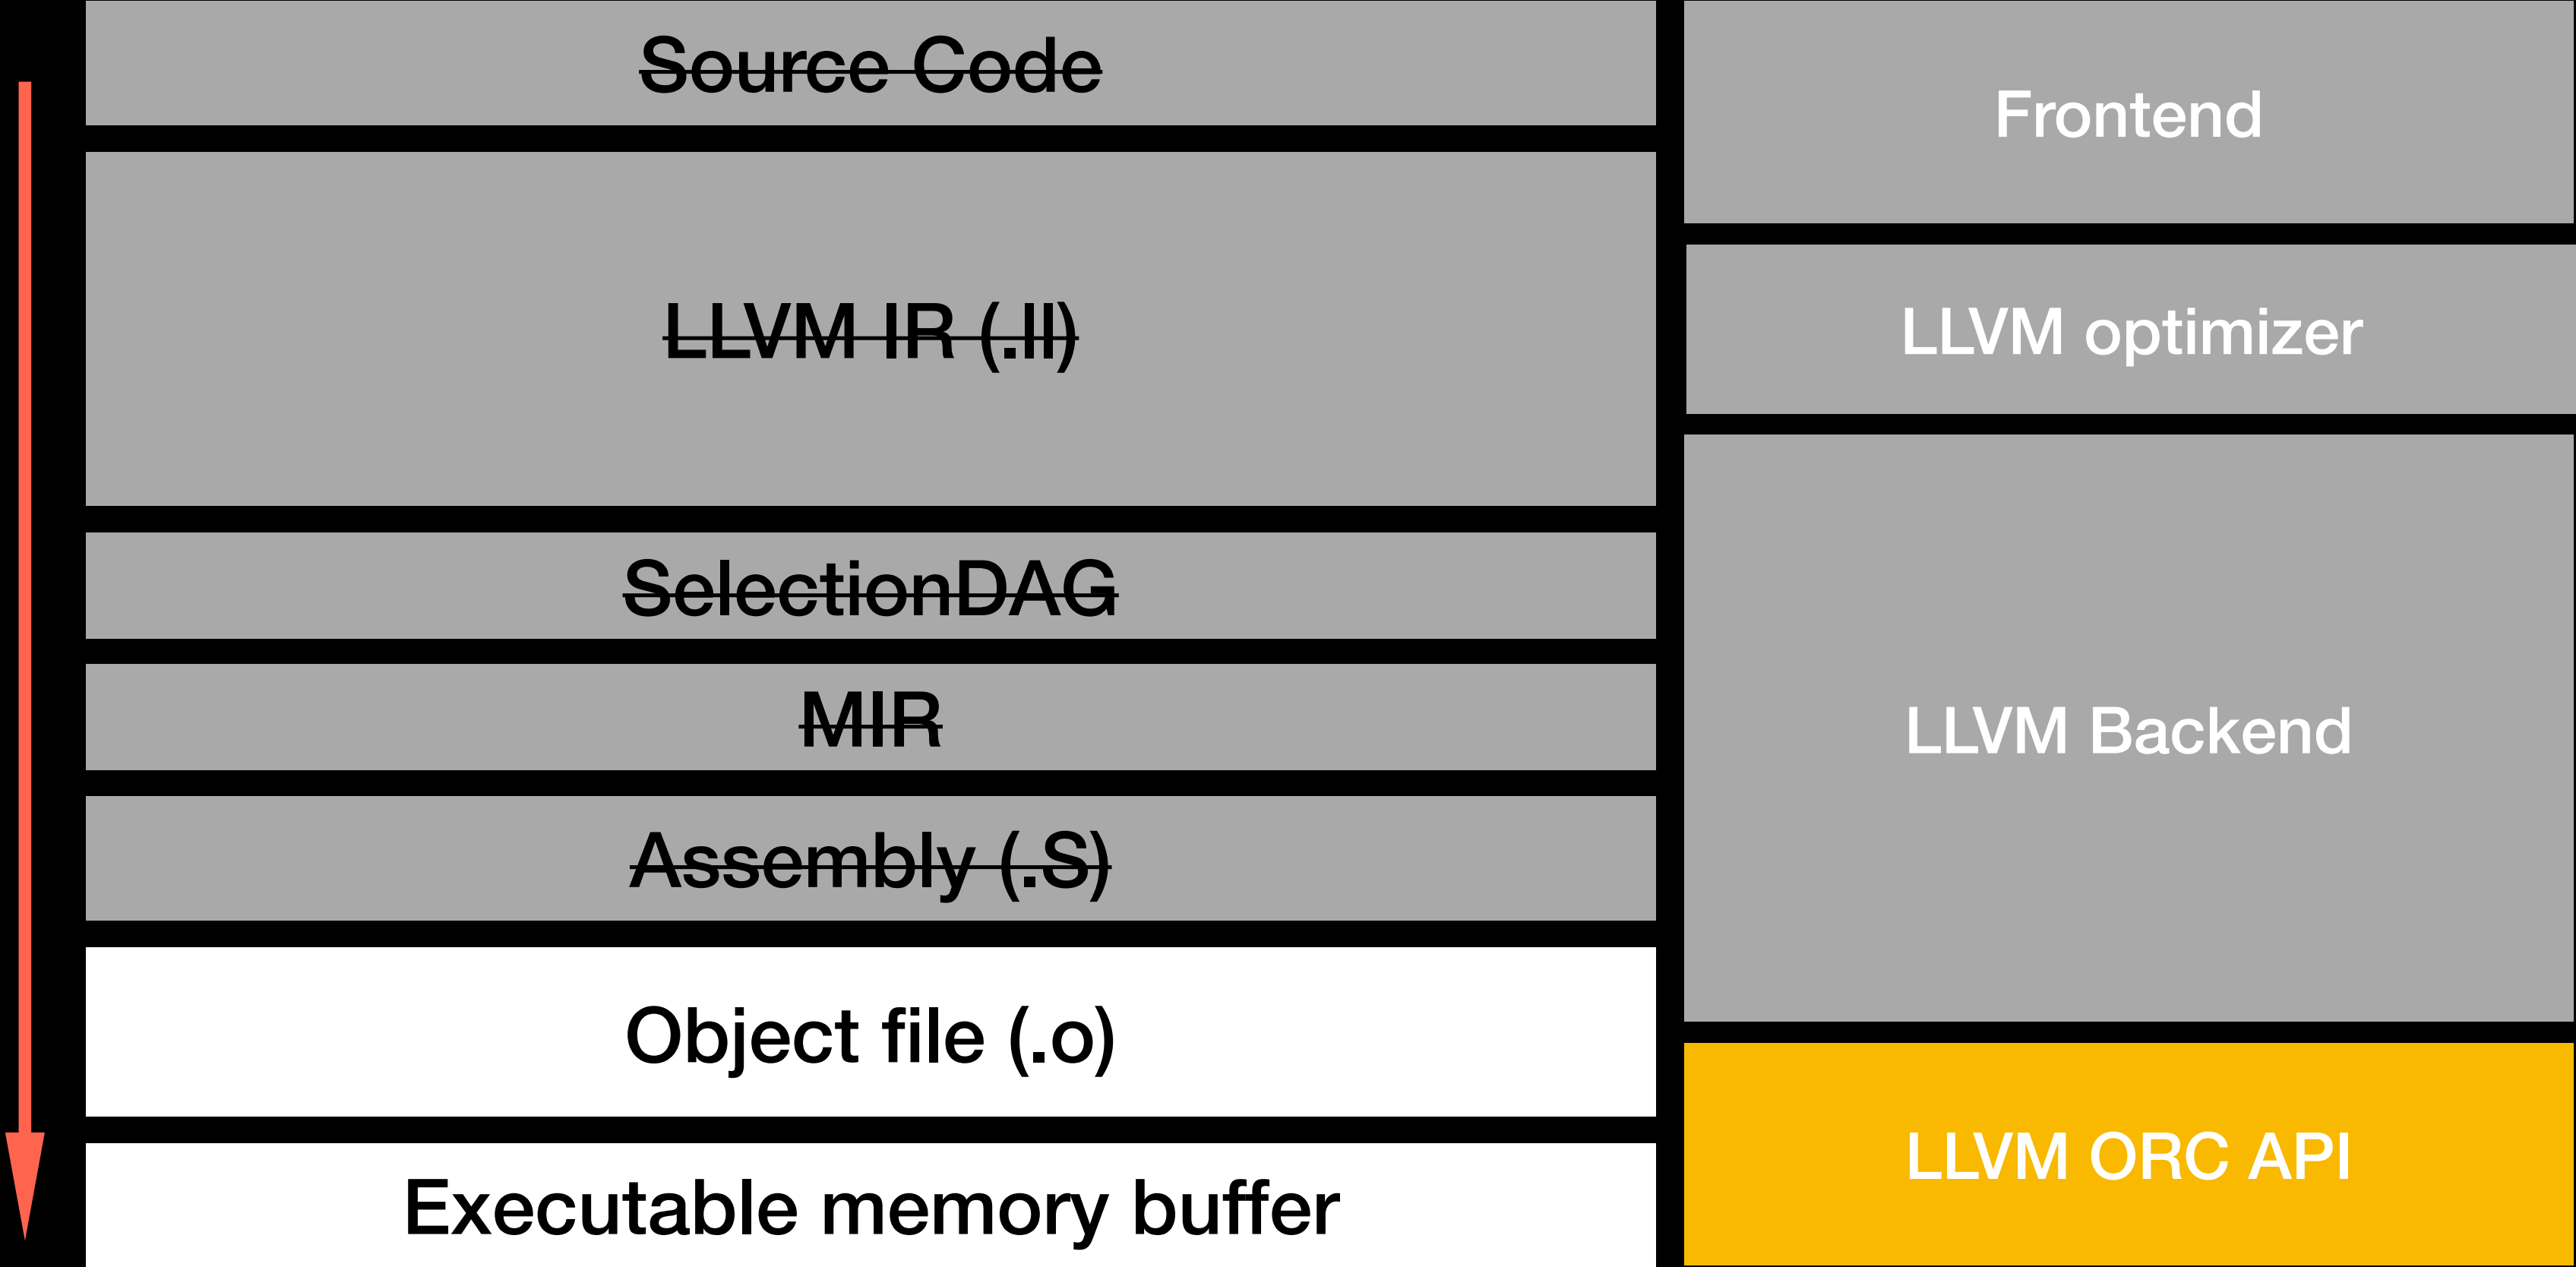 Source Code
LLVM IR (.ll)
SelectionDAG
MIR
Assembly (.S)
Object file (.o)
Executable memory buffer
Frontend
LLVM optimizer
LLVM Backend
LLVM ORC API